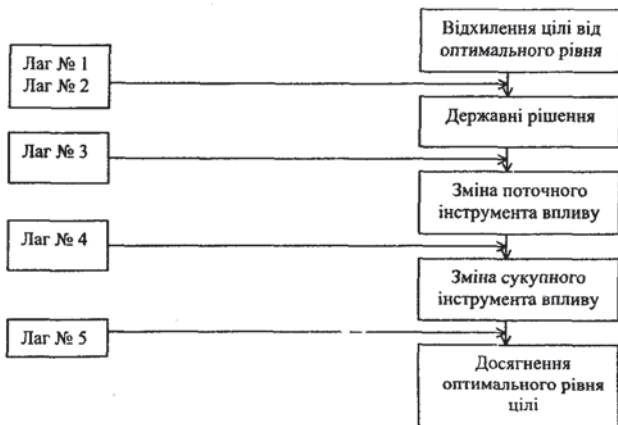 Відхилення цілі від
оптимального рівня
Лаг № 1
Лаг № 2
Державні рішення
Лаг № 3
Зміна поточного
інструмента впливу
Лаг № 4
Зміна сукупного
інструмента впливу
Лаг № 5
Досягнення
оптимального рівня
цілі